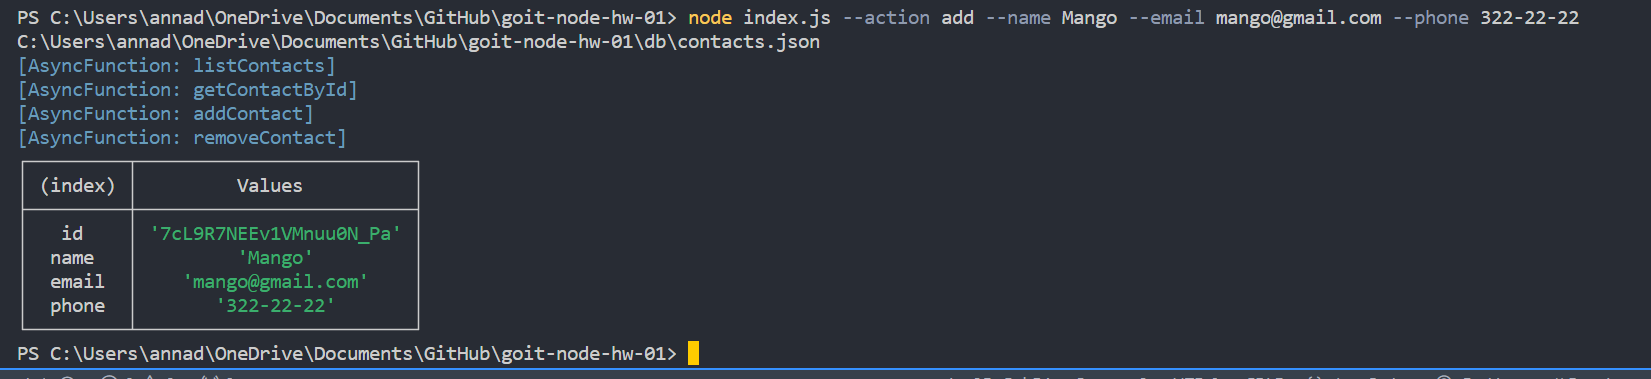 PS C:\Users\annad\OneDrive\Documents\GitHub\goit-node-hw-01> node index.js --action add --name Mango --email mango@gmail.com --phone 322-22-22
C:\Users\annad\OneDrive\Documents\GitHub\goit-node-hw-01\db\contacts.json
[AsyncFunction: listContacts]
[AsyncFunction: getContactById]
[AsyncFunction: addContact]
[AsyncFunction: removeContact]
(index) Values
id '7cL9R7NEEv1VMnuu0N_Pa'
name 'Mango'
email 'mango@gmail.com'
phone '322-22-22'
PS C:\Users\annad\OneDrive\Documents\GitHub\goit-node-hw-01>